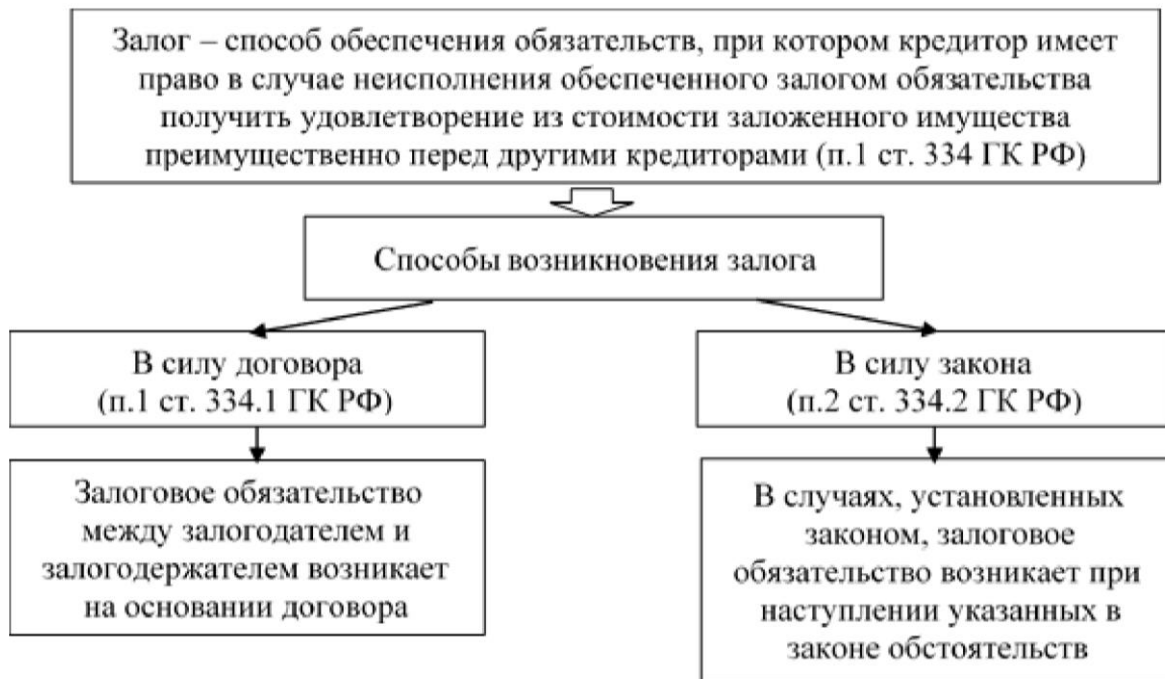 Залог – способ обеспечения обязательств, при котором кредитор имеет
право в случае неисполнения обеспеченного залогом обязательства
получить удовлетворение из стоимости заложенного имущества
преимущественно перед другими кредиторами (п.1 ст. 334 ГК РФ)
Способы возникновения залога
В силу договора
(п.1 ст. 334.1 ГК РФ)
Залоговое обязательство
между залогодателем и
залогодержателем возникает
на основании договора
В силу закона
(п.2 ст. 334.2 ГК РФ)
В случаях, установленных
законом, залоговое
обязательство возникает при
наступлении указанных в
законе обстоятельств